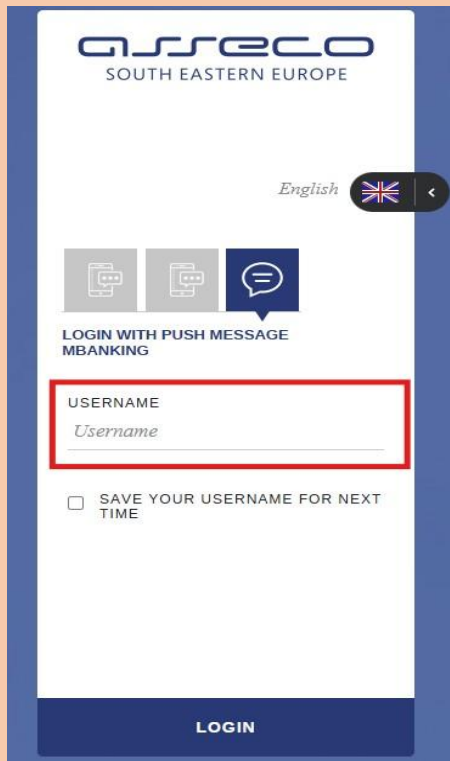 asseco
SOUTH EASTERN EUROPE
English
LOGIN WITH PUSH MESSAGE
MBANKING
USERNAME
Username
SAVE YOUR USERNAME FOR NEXT
TIME
LOGIN